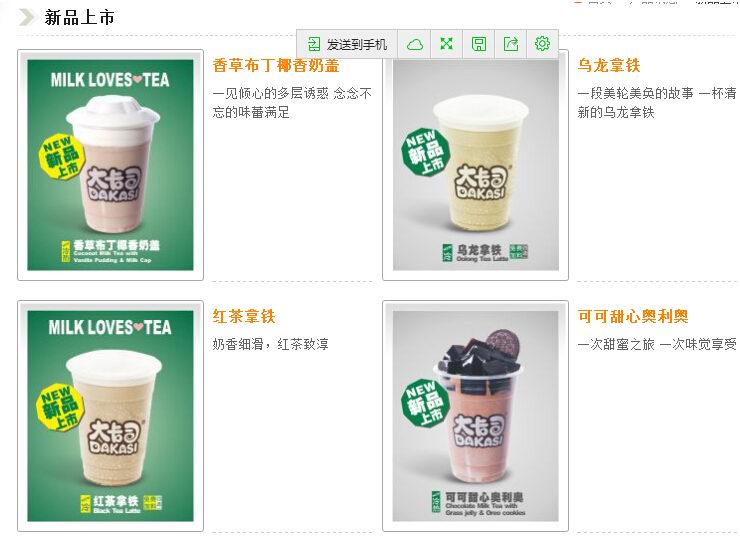 新品上市
发送到手机
MILK LOVES TEA
NEW
新品
上市
大卡司
DAKASI
香草布丁椰香奶盖
Coconut Milk Tea with
Vanilla Pudding & Milk Cap
香草布丁椰香奶盖
一见倾心的多层诱惑 念念不
忘的味蕾满足
NEW
新品
上市
大卡司
DAKASI
乌龙拿铁
Oolong Tea Latte
乌龙拿铁
一段美轮美奂的故事 一杯清
新的乌龙拿铁
MILK LOVES TEA
NEW
新品
上市
大卡司
DAKASI
红茶拿铁
Black Tea Latte
红茶拿铁
奶香细滑，红茶致淳
NEW
新品
上市
大卡司
DAKASI
可可甜心奥利奥
Chocolate Milk Tea with
Grass jelly & Oreo cookies
可可甜心奥利奥
一次甜蜜之旅 一次味觉享受